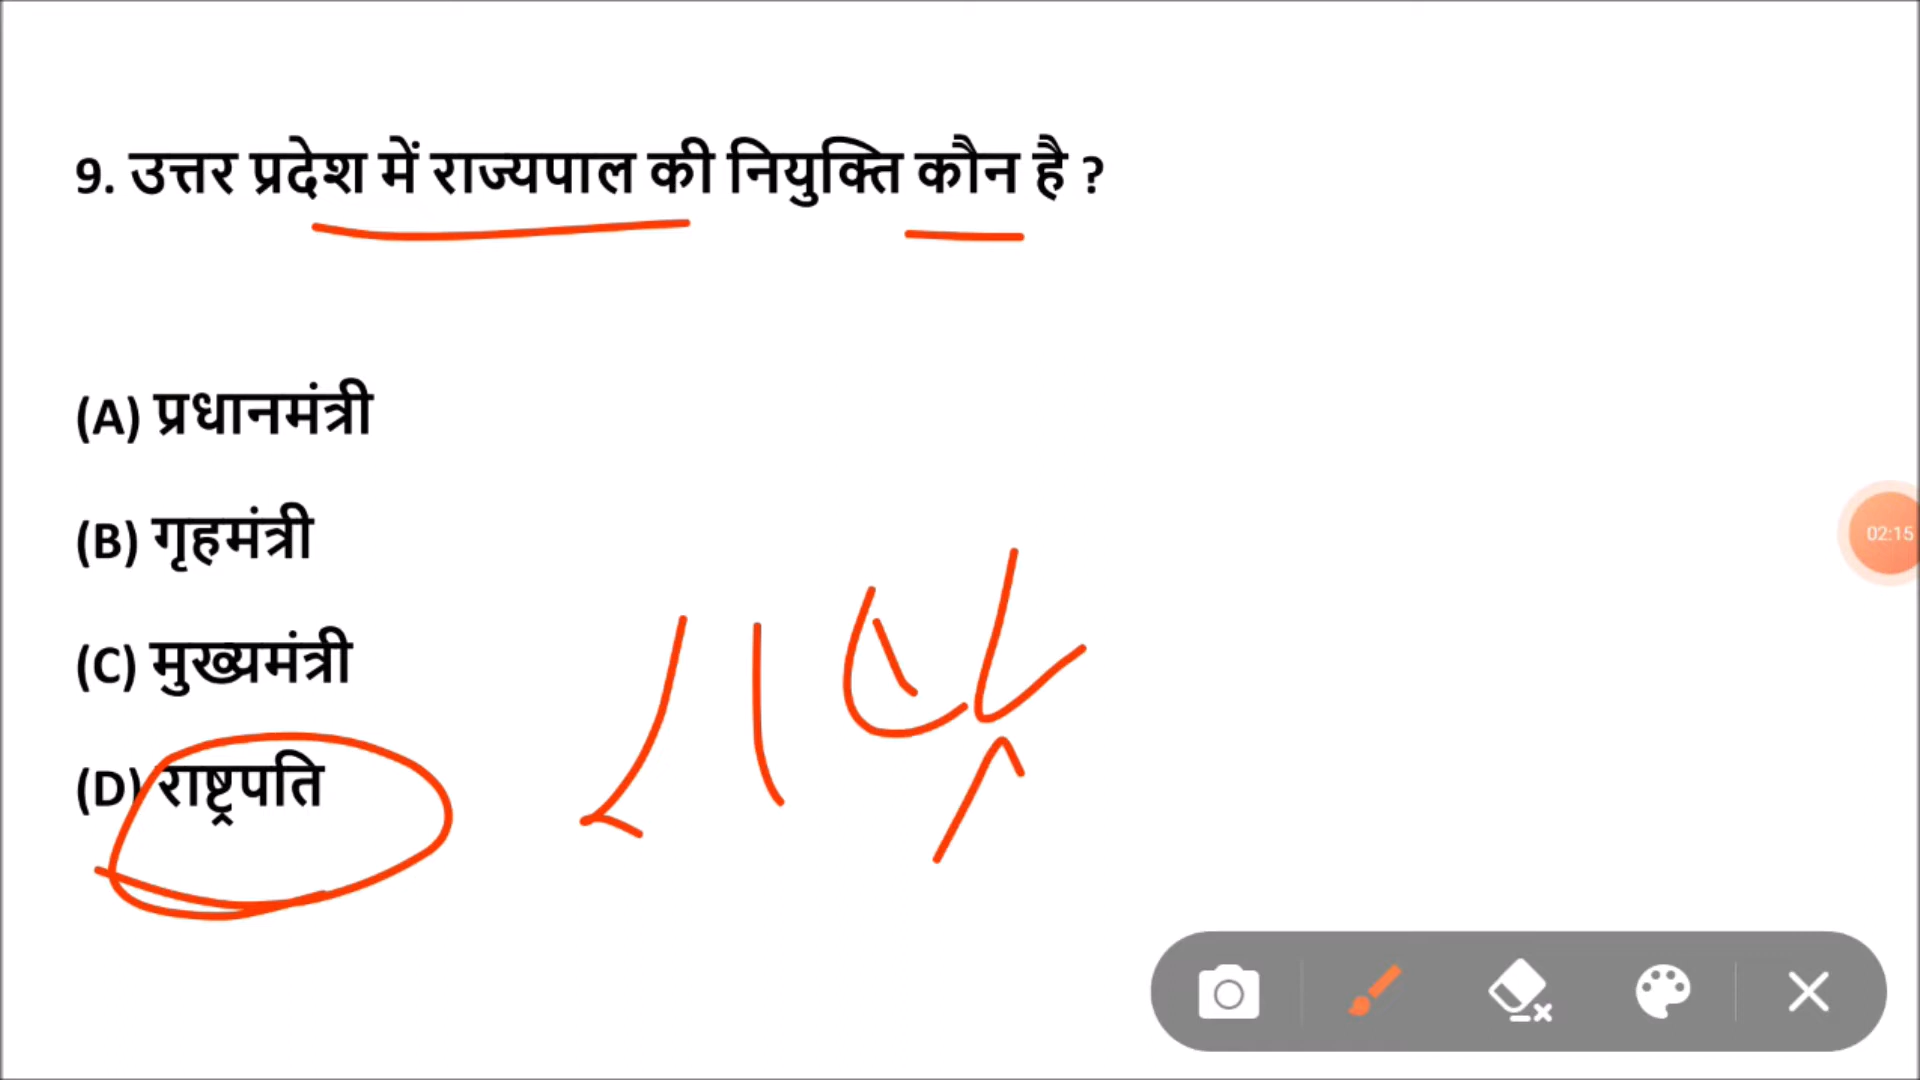 9. उत्तर प्रदेश में राज्यपाल की नियुक्ति कौन है ?
(A) प्रधानमंत्री
(B) गृहमंत्री
(C) मुख्यमंत्री
(D) राष्ट्रपति
02:15